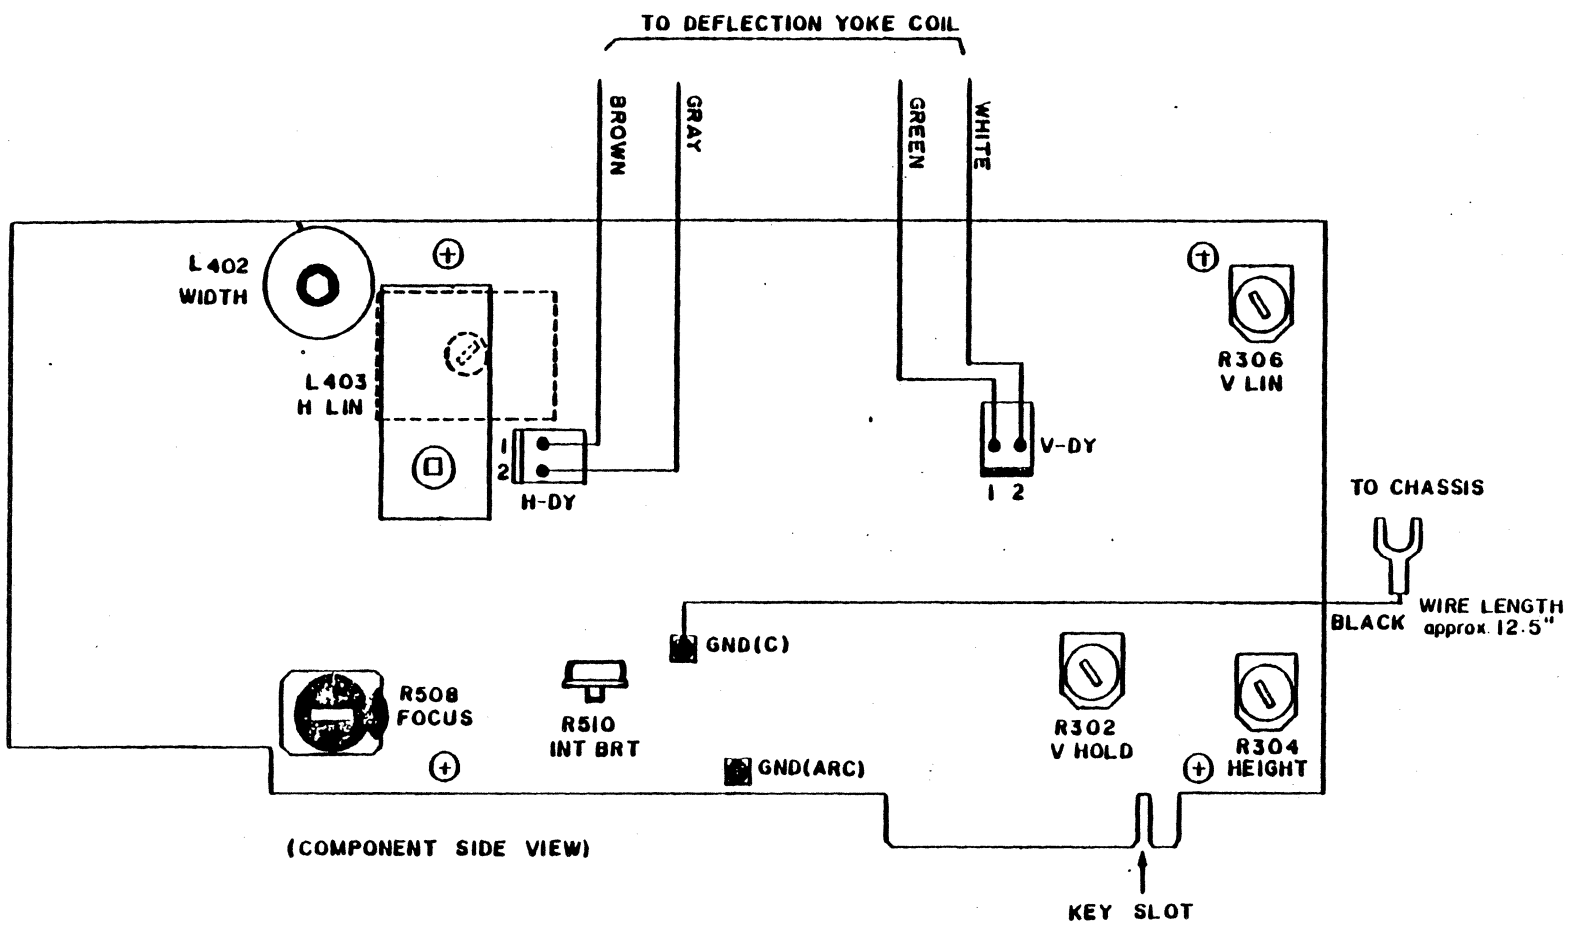 TO DEFLECTION YOKE COIL
BROWN
GRAY
GREEN
WHITE
L402
WIDTH
L403
H LIN
R306
V LIN
1
2
H-DY
V-DY
1 2
TO CHASSIS
BLACK
WIRE LENGTH
approx. 12.5"
GND(C)
R508
FOCUS
R510
INT BRT
R302
V HOLD
R304
HEIGHT
GND(ARC)
(COMPONENT SIDE VIEW)
KEY SLOT